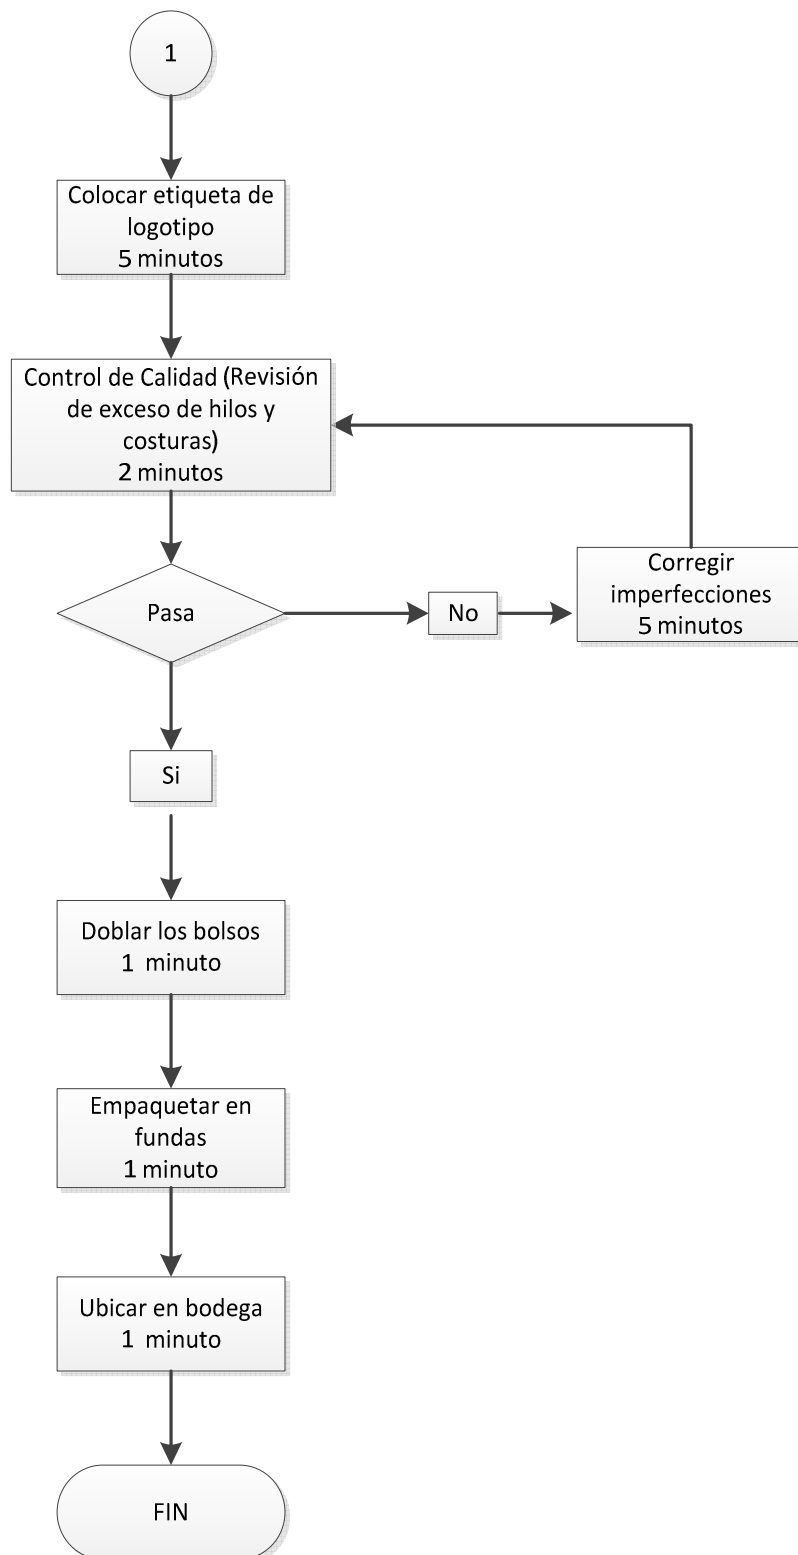 1
Colocar etiqueta de
logotipo
5 minutos
Control de Calidad (Revisión
de exceso de hilos y
costuras)
2 minutos
Pasa
No
Corregir
imperfecciones
5 minutos
Si
Doblar los bolsos
1 minuto
Empaquetar en
fundas
1 minuto
Ubicar en bodega
1 minuto
FIN